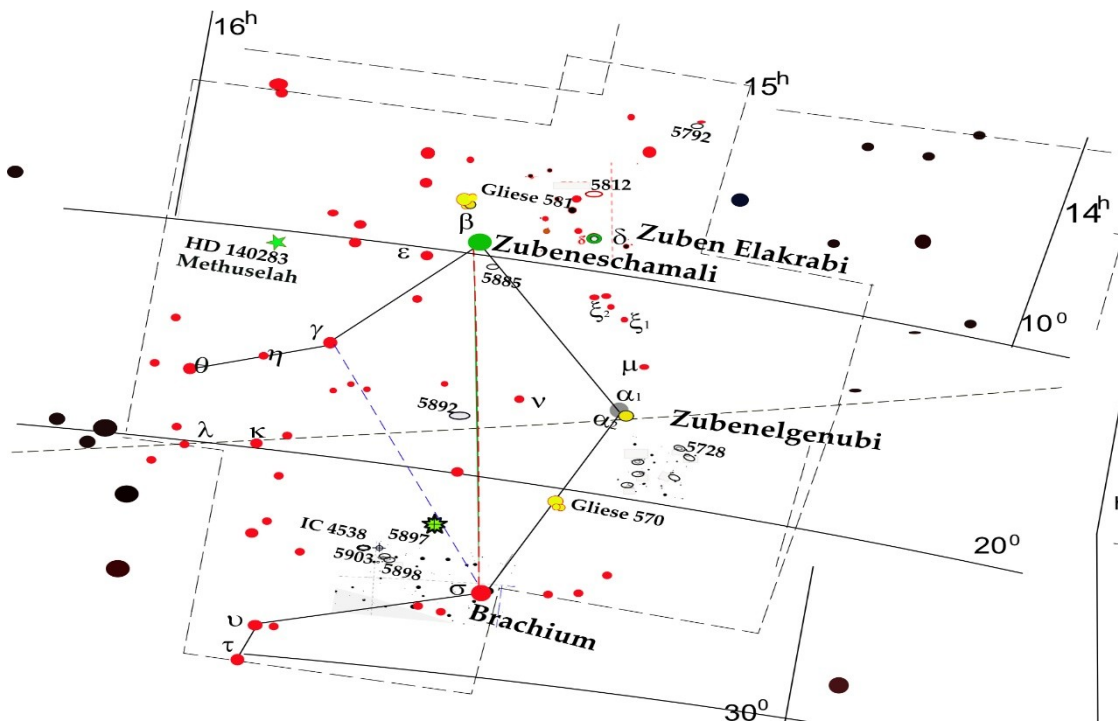 16h
15h
5792
14h
5812
Gliese 581
β
δ
δ
Zuben Elakrabi
HD 140283
Methuselah
ε
Zubeneschamali
5885
ξ2
ξ1
10⁰
γ
θ
η
μ
ν
α1
α2
5892
Zubenelgenubi
λ
κ
5728
Gliese 570
IC 4538
5897
5903
5898
20⁰
σ
Brachium
υ
τ
30⁰